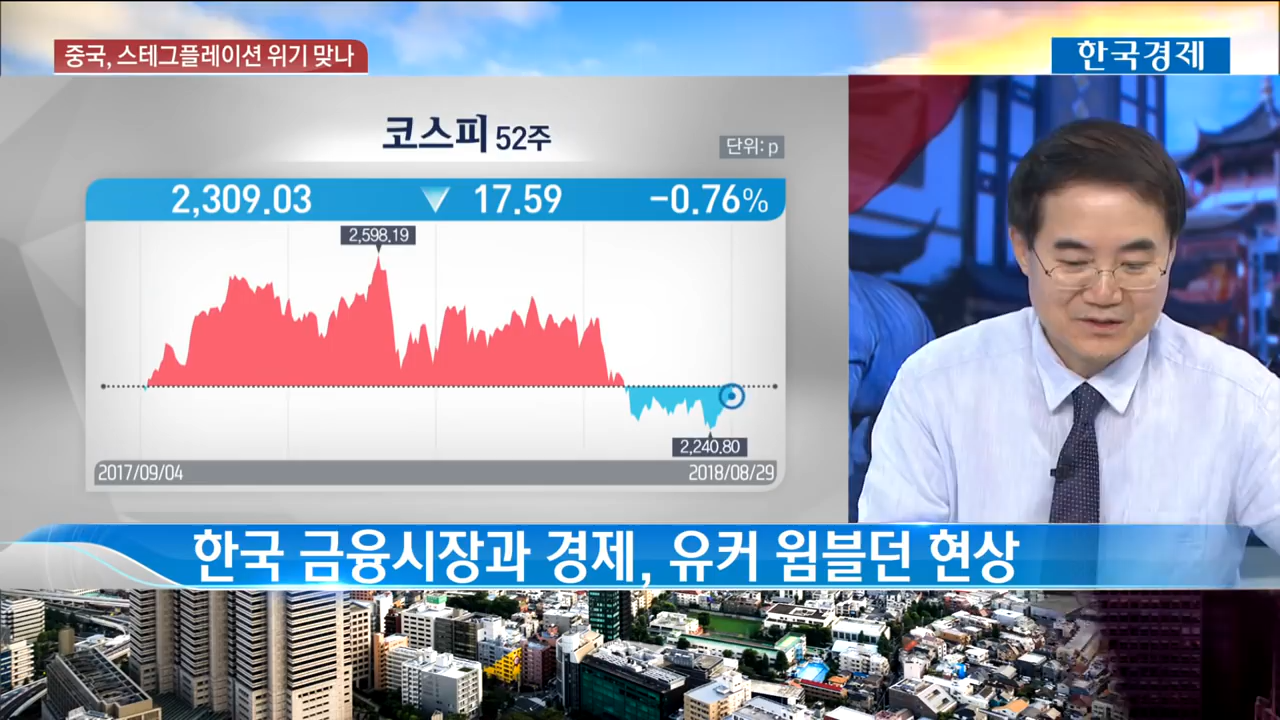 중국, 스테그플레이션 위기 맞나
한국경제
코스피 52주
단위: p
2,309.03 ▼ 17.59 -0.76%
2,598.19
2,240.80
2017/09/04 2018/08/29
한국 금융시장과 경제, 유커 윔블던 현상